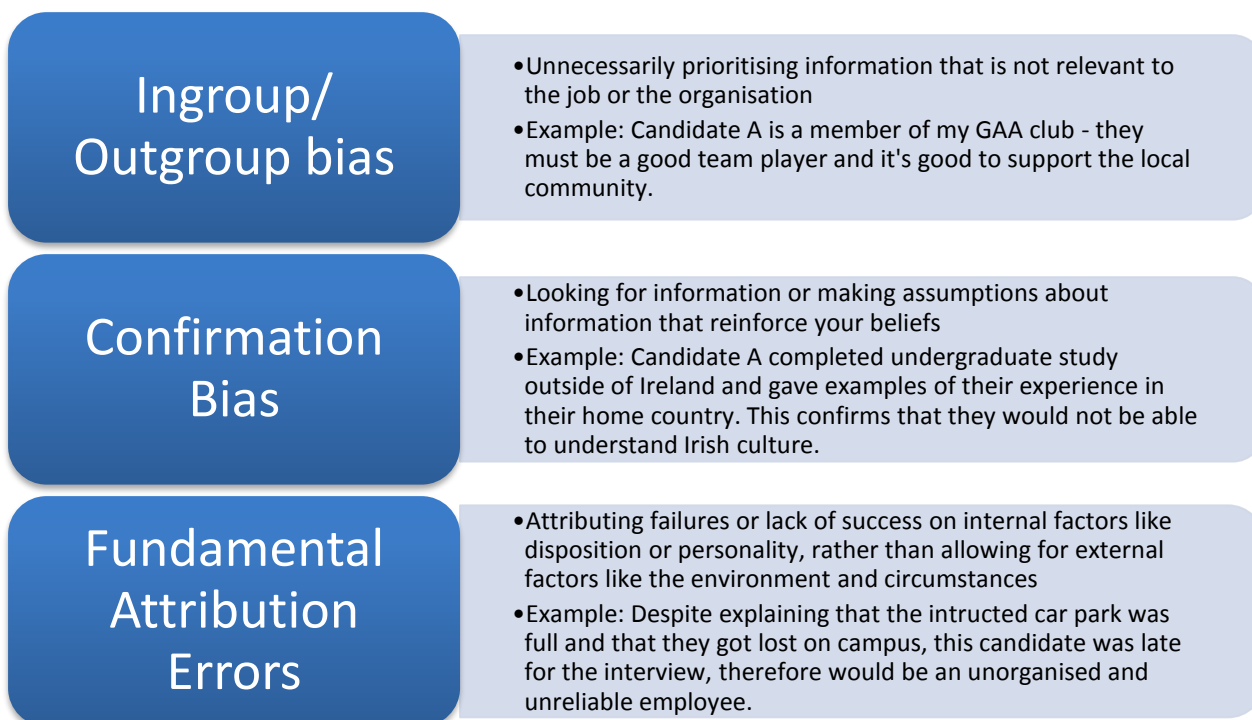 Ingroup/
Outgroup bias
•Unnecessarily prioritising information that is not relevant to
the job or the organisation
•Example: Candidate A is a member of my GAA club - they
must be a good team player and it's good to support the local
community.
Confirmation
Bias
•Looking for information or making assumptions about
information that reinforce your beliefs
•Example: Candidate A completed undergraduate study
outside of Ireland and gave examples of their experience in
their home country. This confirms that they would not be able
to understand Irish culture.
Fundamental
Attribution
Errors
•Attributing failures or lack of success on internal factors like
disposition or personality, rather than allowing for external
factors like the environment and circumstances
•Example: Despite explaining that the intructed car park was
full and that they got lost on campus, this candidate was late
for the interview, therefore would be an unorganised and
unreliable employee.